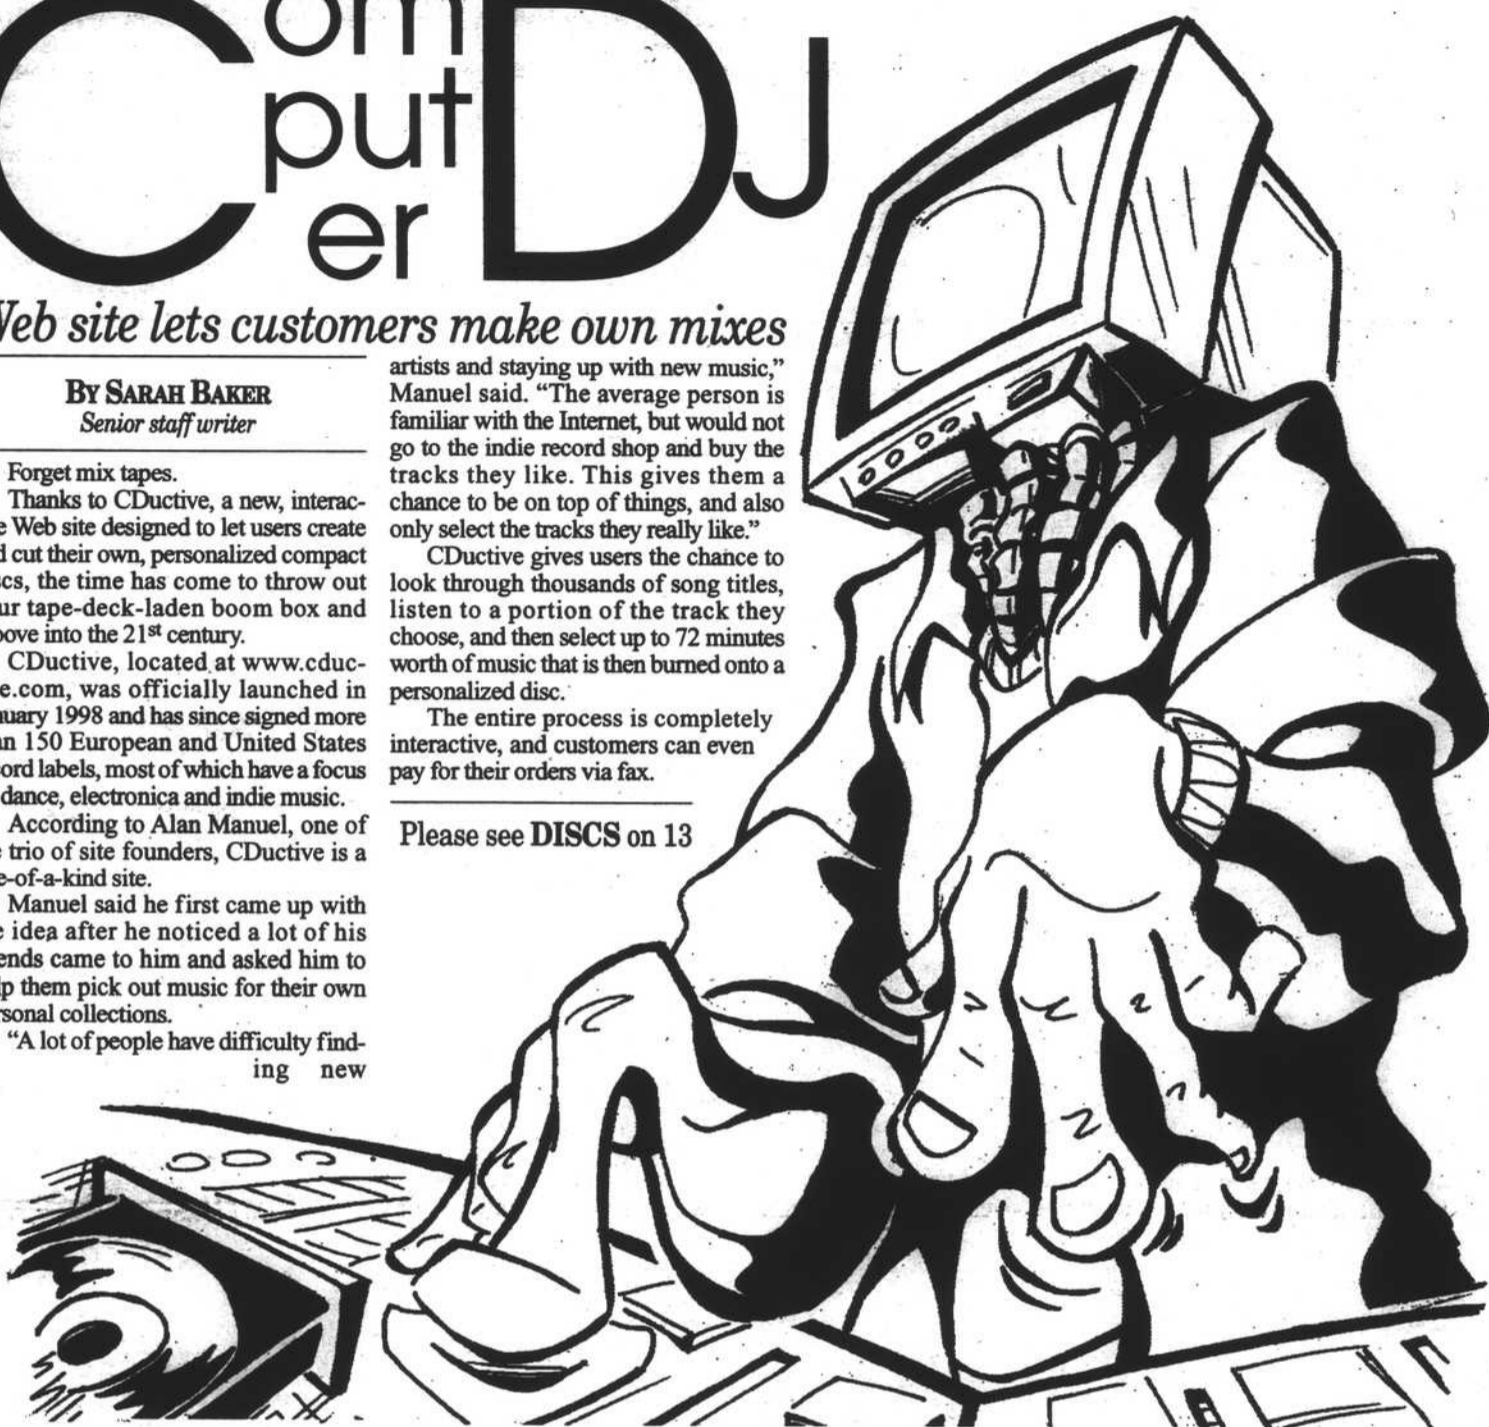 Com
put
er
DJ
Web site lets customers make own mixes
BY SARAH BAKER
Senior staff writer
Forget mix tapes.
Thanks to CDuctive, a new, interac-
e Web site designed to let users create
d cut their own, personalized compact
cs, the time has come to throw out
ur tape-deck-laden boom box and
ove into the 21st century.
CDuctive, located at www.cduc-
e.com, was officially launched in
nuary 1998 and has since signed more
an 150 European and United States
ord labels, most of which have a focus
dance, electronica and indie music.
According to Alan Manuel, one of
e trio of site founders, CDuctive is a
e-of-a-kind site.
Manuel said he first came up with
e idea after he noticed a lot of his
ends came to him and asked him to
lp them pick out music for their own
rsonal collections.
“A lot of people have difficulty find-
ing new
artists and staying up with new music,”
Manuel said. “The average person is
familiar with the Internet, but would not
go to the indie record shop and buy the
tracks they like. This gives them a
chance to be on top of things, and also
only select the tracks they really like.”
CDuctive gives users the chance to
look through thousands of song titles,
listen to a portion of the track they
choose, and then select up to 72 minutes
worth of music that is then burned onto a
personalized disc.
The entire process is completely
interactive, and customers can even
pay for their orders via fax.
Please see DISCS on 13